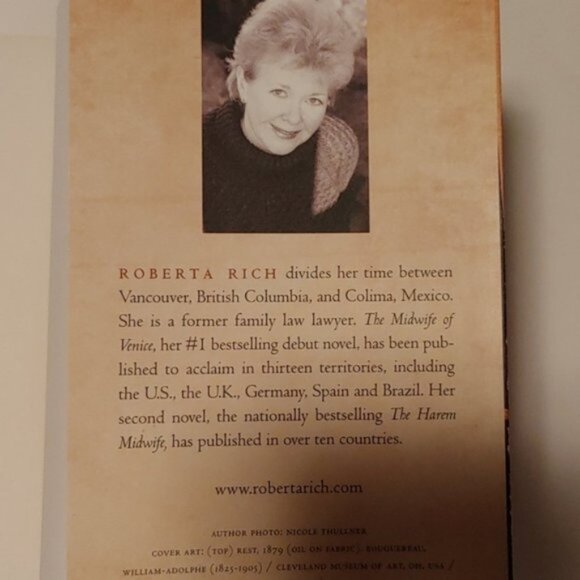 ROBERTA RICH divides her time between
Vancouver, British Columbia, and Colima, Mexico.
She is a former family law lawyer. The Midwife of
Venice, her #1 bestselling debut novel, has been pub-
lished to acclaim in thirteen territories, including
the U.S., the U.K., Germany, Spain and Brazil. Her
second novel, the nationally bestselling The Harem
Midwife, has published in over ten countries.
www.robertarich.com
AUTHOR PHOTO: NICOLE THULLNER
COVER ART: (TOP) REST, 1879 (OIL ON FABRIC), BOUGUEREAU,
WILLIAM-ADOLPHE (1825-1905) / CLEVELAND MUSEUM OF ART, OH, USA /